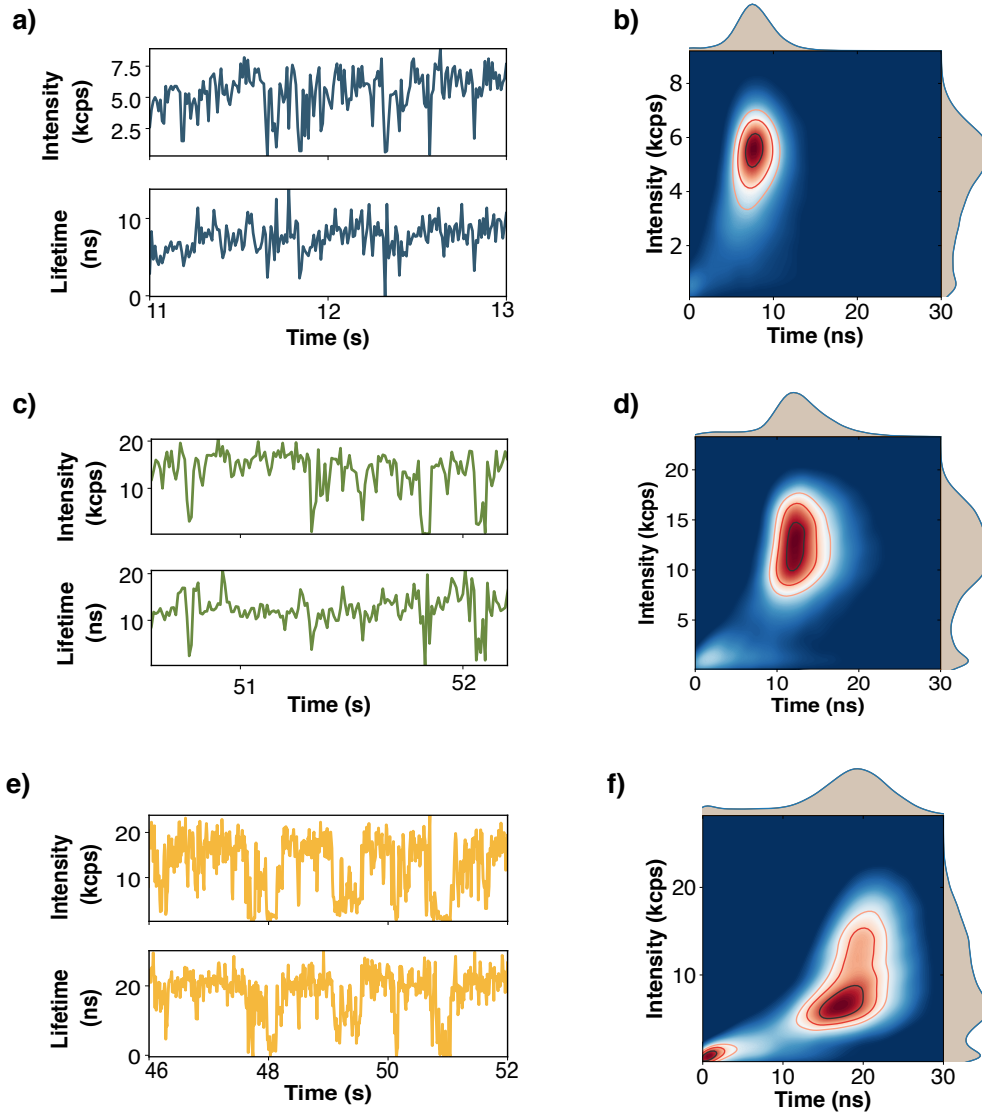 a)
7.5
5.0
2.5
Intensity
(kcps)
10
0
Lifetime
(ns)
11
12
13
Time (s)
b)
8
6
4
2
Intensity (kcps)
0
10
20
30
Time (ns)
c)
20
10
Intensity
(kcps)
20
10
Lifetime
(ns)
51
52
Time (s)
d)
20
15
10
5
Intensity (kcps)
0
10
20
30
Time (ns)
e)
20
10
Intensity
(kcps)
20
0
Lifetime
(ns)
46
48
50
52
Time (s)
f)
20
10
Intensity (kcps)
0
10
20
30
Time (ns)